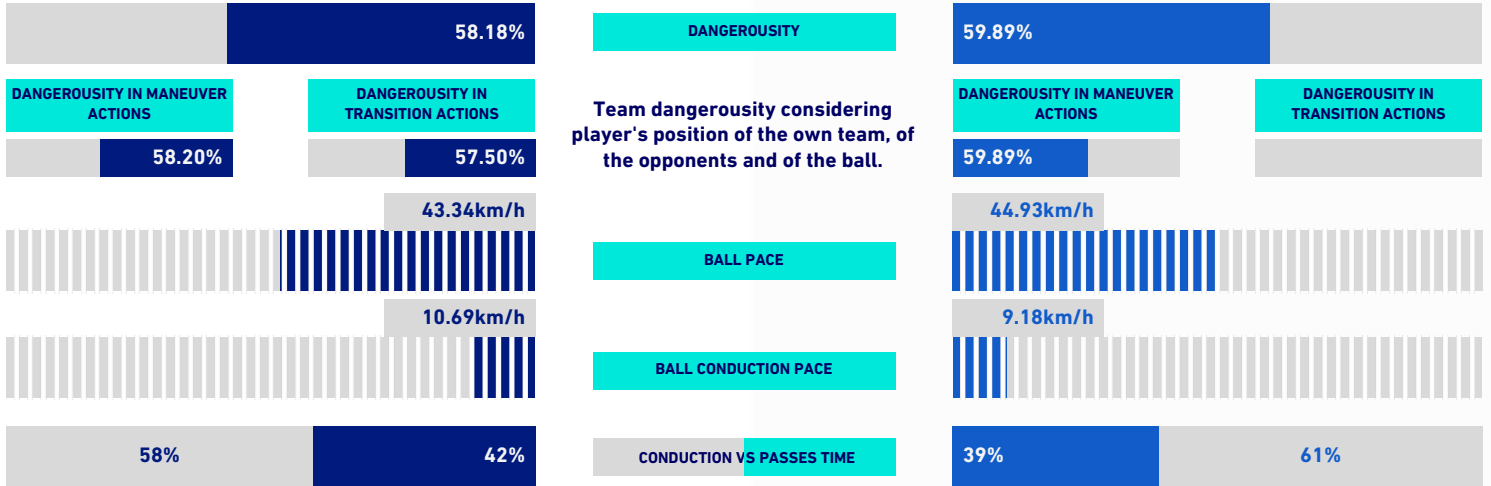 58.18%
DANGEROUSITY
59.89%
DANGEROUSITY IN MANEUVER
ACTIONS
DANGEROUSITY IN
TRANSITION ACTIONS
58.20%
57.50%
Team dangerousity considering
player's position of the own team, of
the opponents and of the ball.
DANGEROUSITY IN MANEUVER
ACTIONS
DANGEROUSITY IN
TRANSITION ACTIONS
59.89%
43.34km/h
BALL PACE
44.93km/h
10.69km/h
BALL CONDUCTION PACE
9.18km/h
58%
42%
CONDUCTION VS PASSES TIME
39%
61%